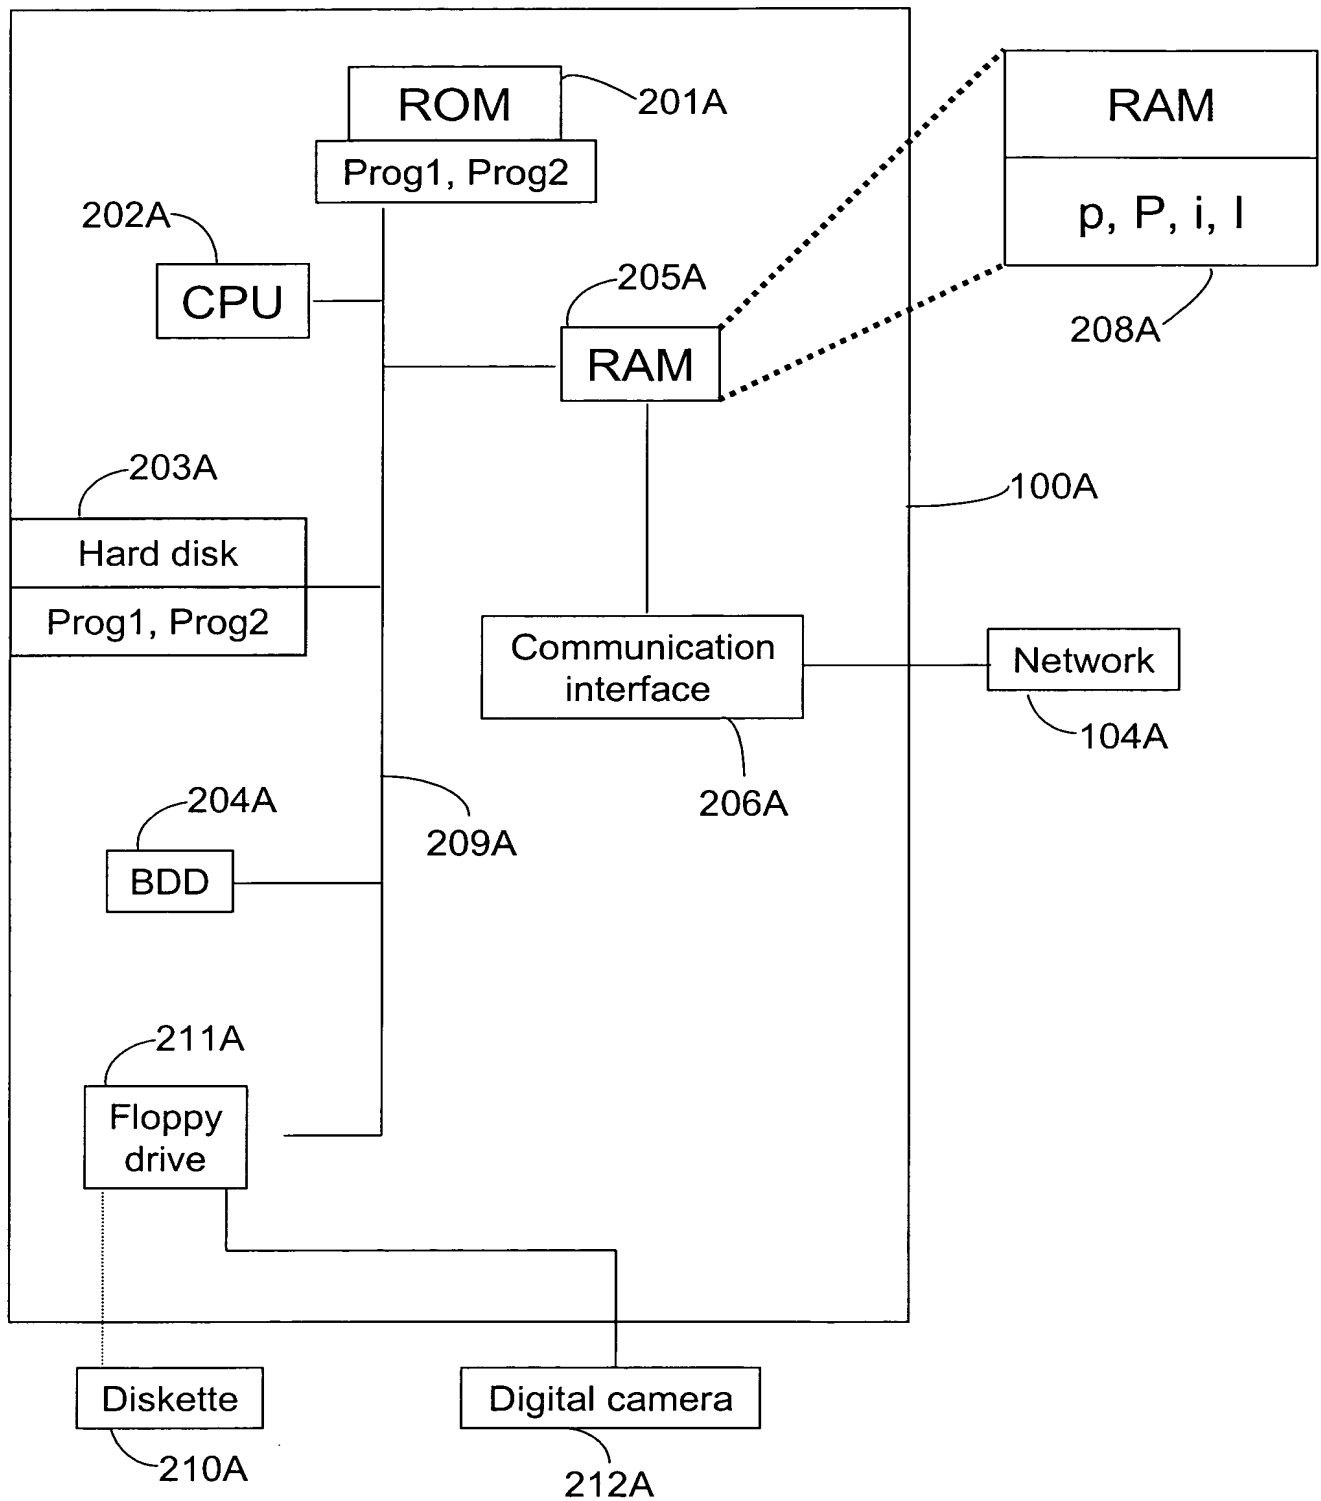 ROM
201A
Prog1, Prog2
RAM
p, P, i, I
208A
202A
CPU
205A
RAM
203A
Hard disk
Prog1, Prog2
100A
Communication
interface
206A
Network
104A
204A
BDD
209A
211A
Floppy
drive
Diskette
210A
Digital camera
212A